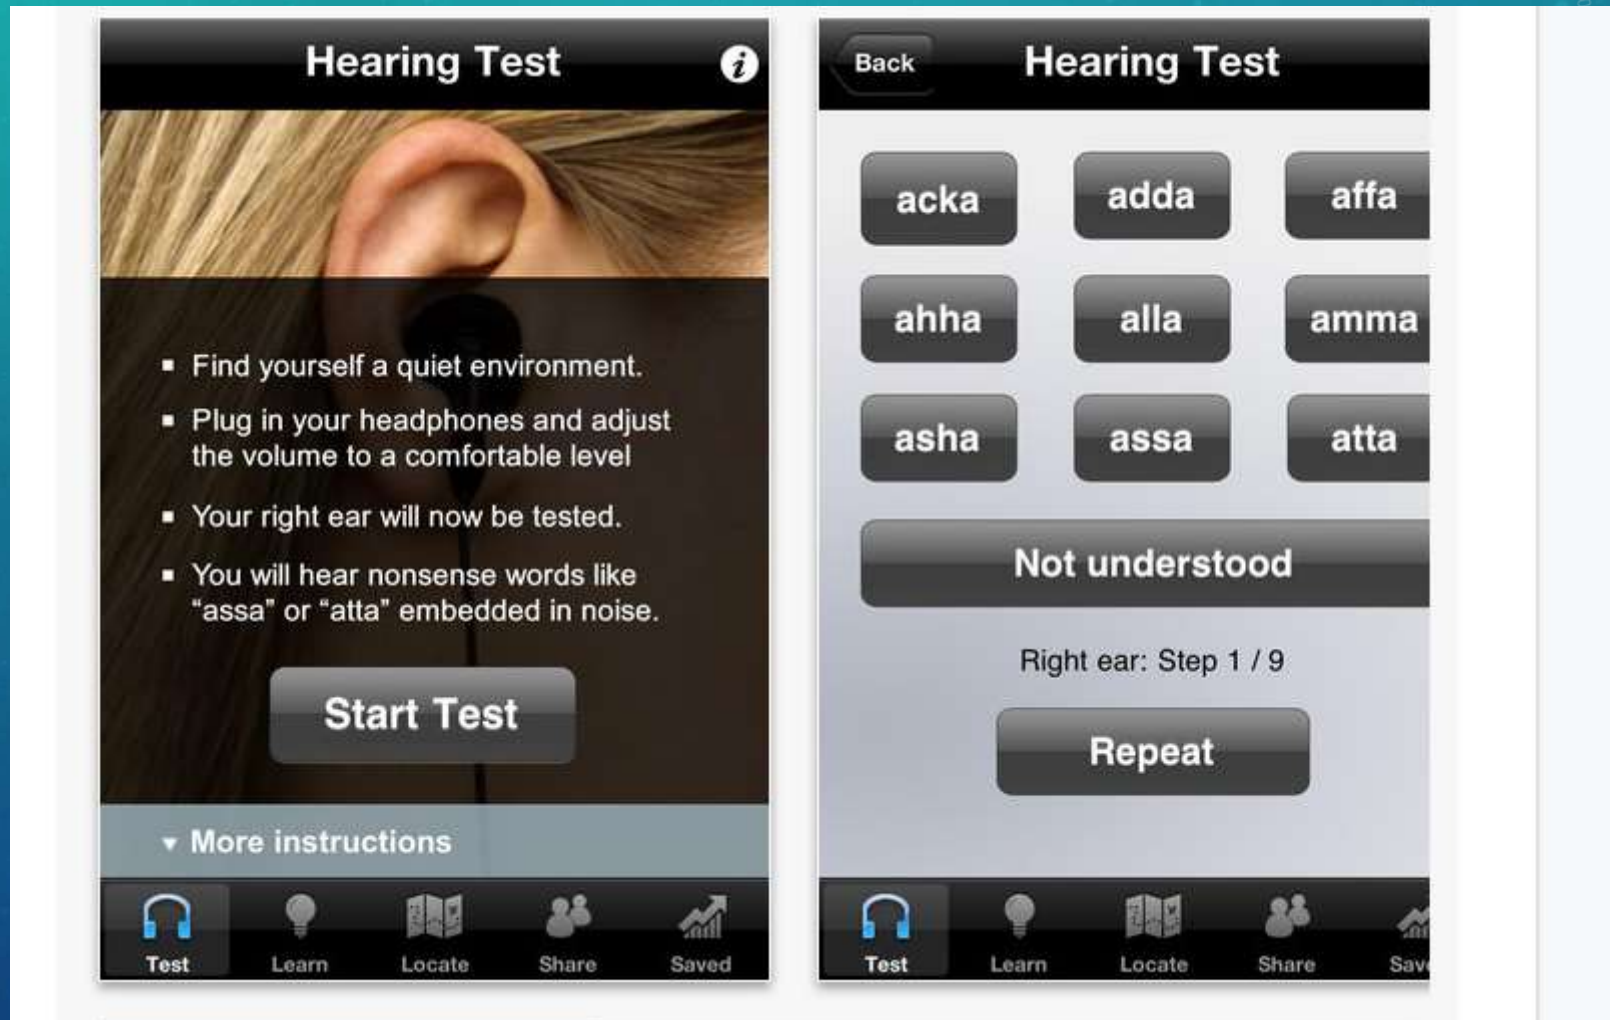 Hearing Test
▪ Find yourself a quiet environment.
▪ Plug in your headphones and adjust
the volume to a comfortable level
▪ Your right ear will now be tested.
▪ You will hear nonsense words like
“assa” or “atta” embedded in noise.
Start Test
More instructions
Test Learn Locate Share Saved
Back Hearing Test
acka adda affa
ahha alla amma
asha assa atta
Not understood
Right ear: Step 1 / 9
Repeat
Test Learn Locate Share Save